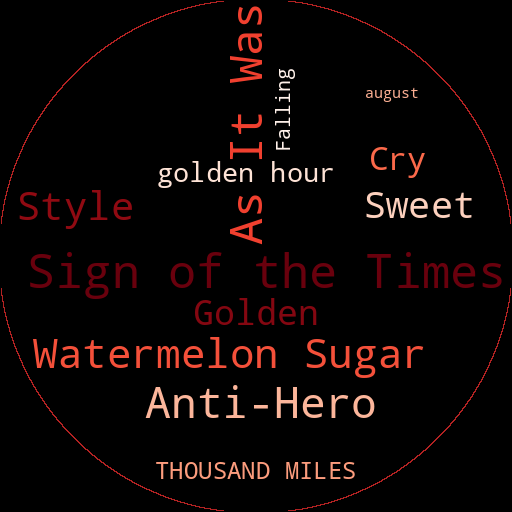 As It Was
Falling
august
Cry
golden hour
Style
Sweet
Sign of the Times
Golden
Watermelon Sugar
Anti-Hero
THOUSAND MILES